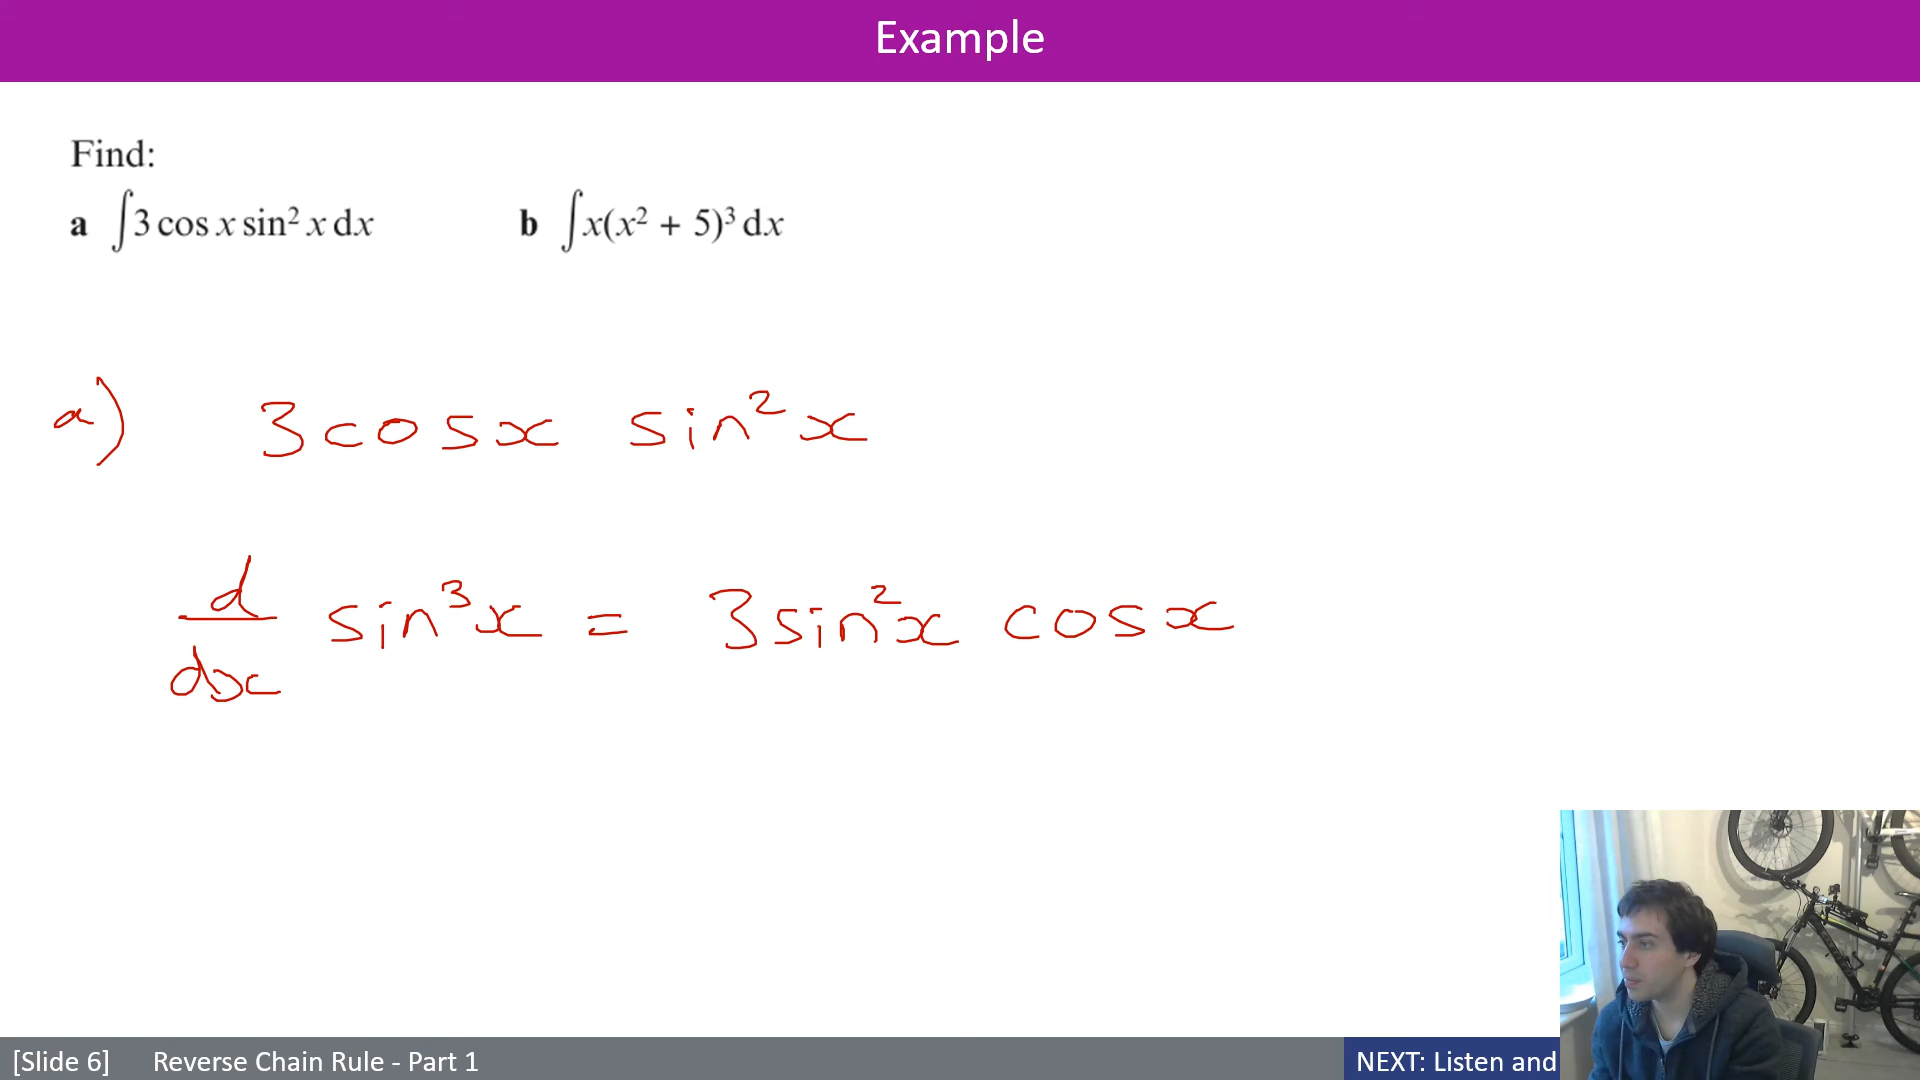 Example
Find:
a ∫3 cos x sin² x dx b ∫x(x² + 5)³ dx
a) 3cosx sin²x
d/dx sin³x = 3sin²x cosx
[Slide 6] Reverse Chain Rule - Part 1 NEXT: Listen and